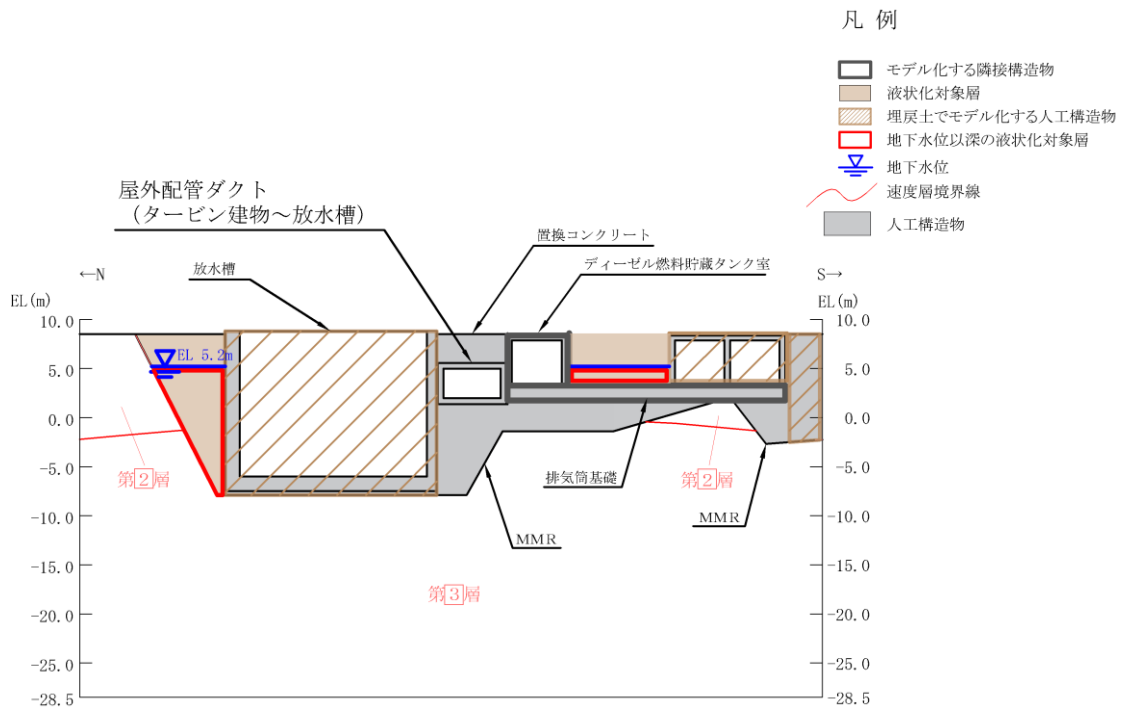 凡 例
モデル化する隣接構造物
液状化対象層
埋戻土でモデル化する人工構造物
地下水位以深の液状化対象層
地下水位
速度層境界線
人工構造物
屋外配管ダクト
（タービン建物～放水槽）
置換コンクリート
放水槽
ディーゼル燃料貯蔵タンク室
←N
S→
EL(m)
EL(m)
10.0
10.0
EL 5.2m
5.0
5.0
0.0
0.0
-5.0
-5.0
第2層
排気筒基礎
第2層
-10.0
-10.0
MMR
MMR
-15.0
-15.0
第3層
-20.0
-20.0
-25.0
-25.0
-28.5
-28.5